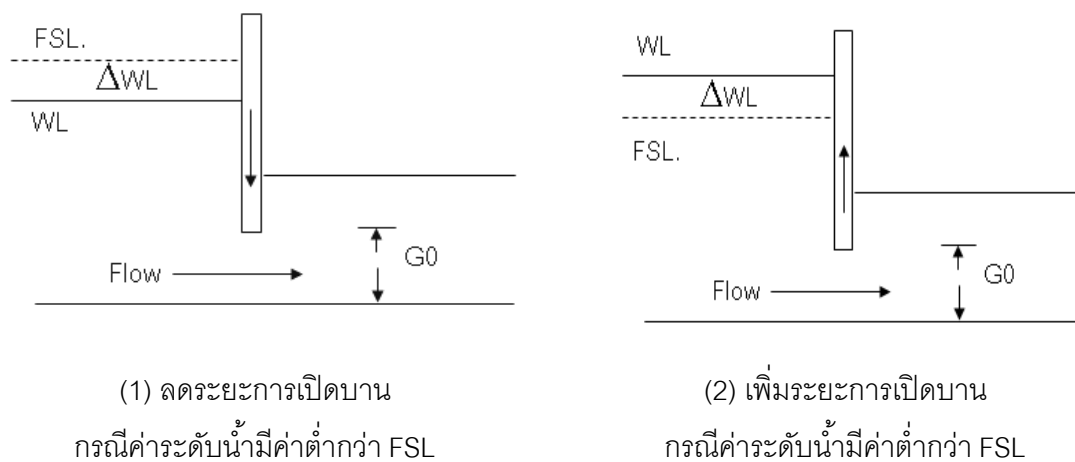 FSL.
ΔWL
WL
G0
Flow
(1) ลดระยะการเปิดบาน
กรณีค่าระดับน้ำมีค่าต่ำกว่า FSL
WL
ΔWL
FSL.
G0
Flow
(2) เพิ่มระยะการเปิดบาน
กรณีค่าระดับน้ำมีค่าต่ำกว่า FSL